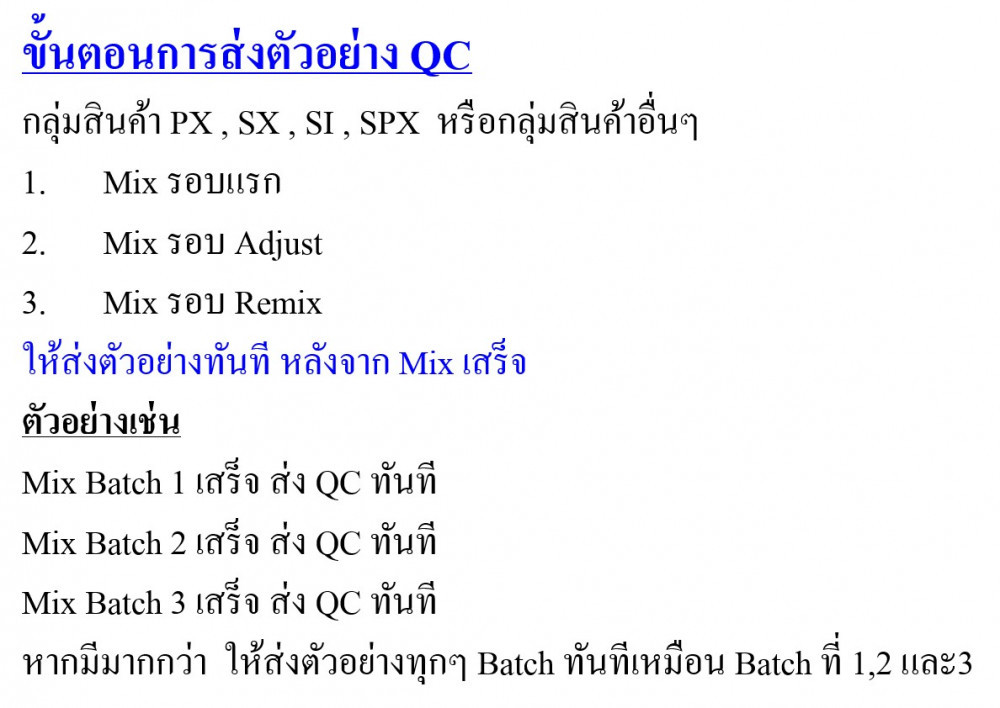 ขั้นตอนการส่งตัวอย่าง QC
กลุ่มสินค้า PX , SX , SI , SPX หรือกลุ่มสินค้าอื่นๆ
1. Mix รอบแรก
2. Mix รอบ Adjust
3. Mix รอบ Remix
ให้ส่งตัวอย่างทันที หลังจาก Mix เสร็จ
ตัวอย่างเช่น
Mix Batch 1 เสร็จ ส่ง QC ทันที
Mix Batch 2 เสร็จ ส่ง QC ทันที
Mix Batch 3 เสร็จ ส่ง QC ทันที
หากมีมากกว่า ให้ส่งตัวอย่างทุกๆ Batch ทันทีเหมือน Batch ที่ 1,2 และ3